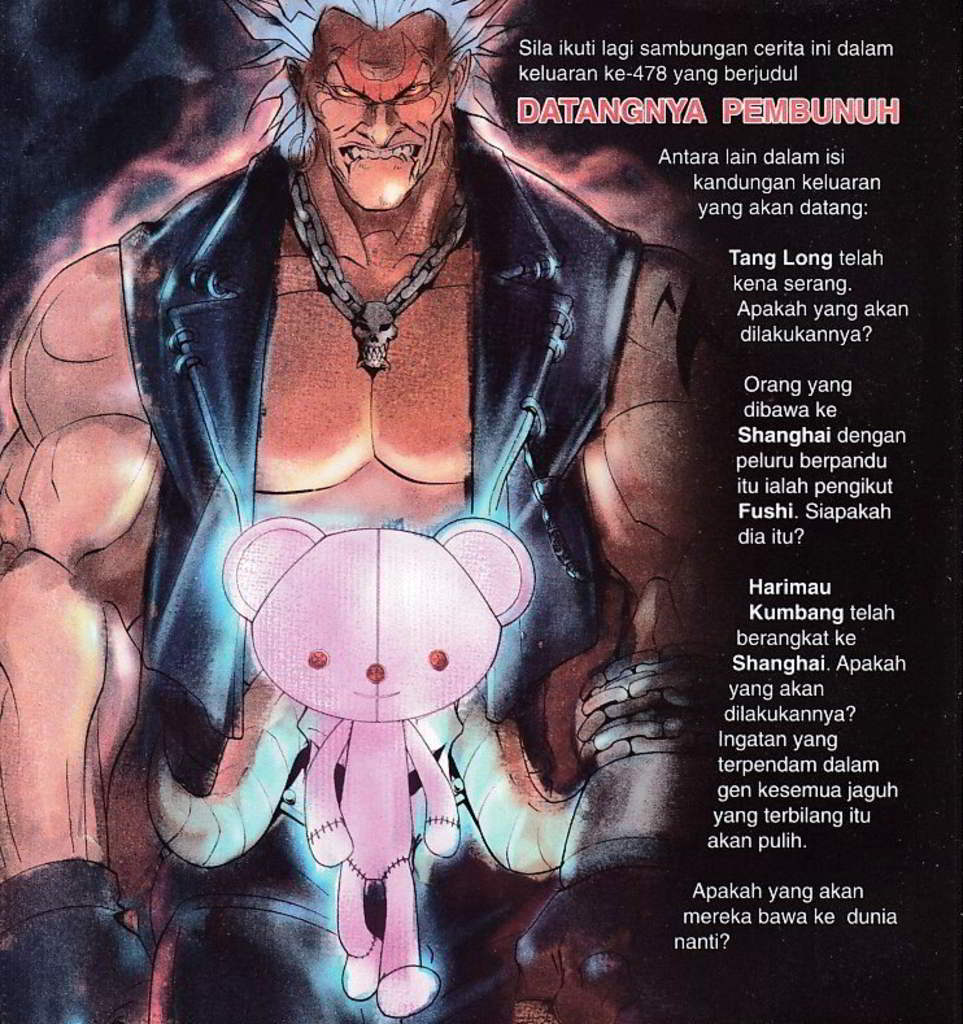 Sila ikuti lagi sambungan cerita ini dalam
keluaran ke-478 yang berjudul
DATANGNYA PEMBUNUH
Antara lain dalam isi
kandungan keluaran
yang akan datang:
Tang Long telah
kena serang.
Apakah yang akan
dilakukannya?
Orang yang
dibawa ke
Shanghai dengan
peluru berpandu
itu ialah pengikut
Fushi. Siapakah
dia itu?
Harimau
Kumbang telah
berangkat ke
Shanghai. Apakah
yang akan
dilakukannya?
Ingatan yang
terpendam dalam
gen kesemua jaguh
yang terbilang itu
akan pulih.
Apakah yang akan
mereka bawa ke dunia
nanti?